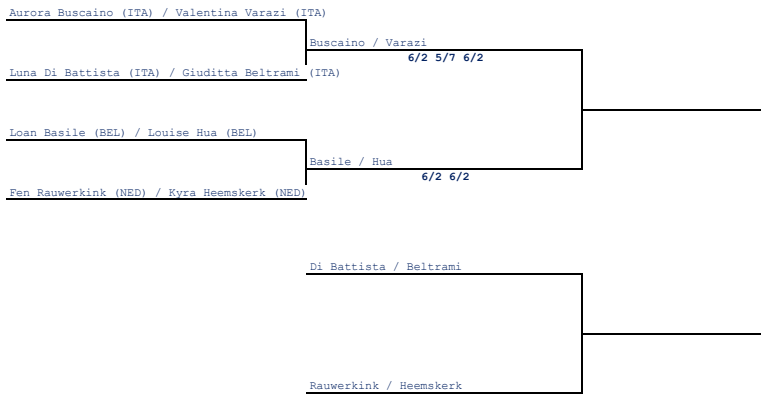 Aurora Buscaino (ITA) / Valentina Varazi (ITA)
Buscaino / Varazi
6/2 5/7 6/2
Luna Di Battista (ITA) / Giuditta Beltrami (ITA)
Loan Basile (BEL) / Louise Hua (BEL)
Basile / Hua
6/2 6/2
Fen Rauwerkink (NED) / Kyra Heemskerk (NED)
Di Battista / Beltrami
Rauwerkink / Heemskerk